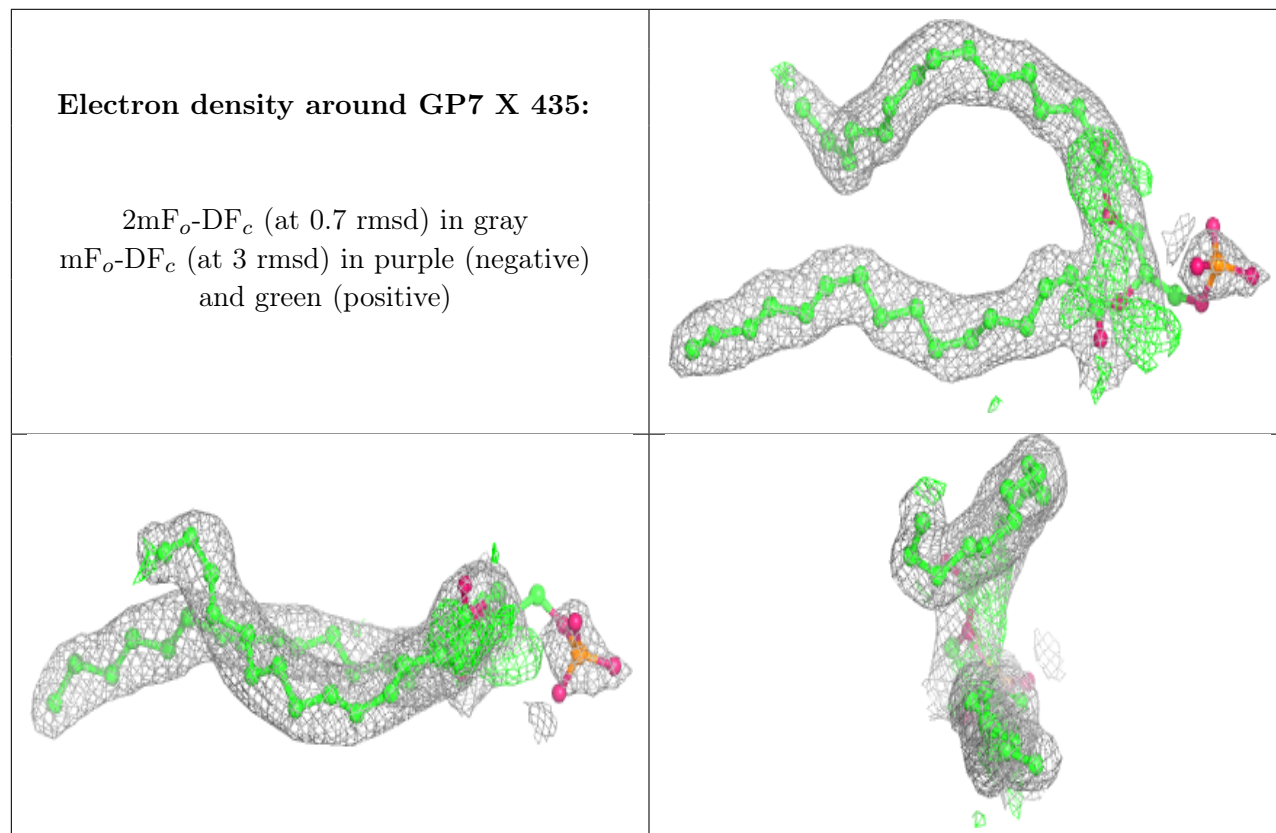 Electron density around GP7 X 435:
2mFo-DFc (at 0.7 rmsd) in gray
mFo-DFc (at 3 rmsd) in purple (negative)
and green (positive)